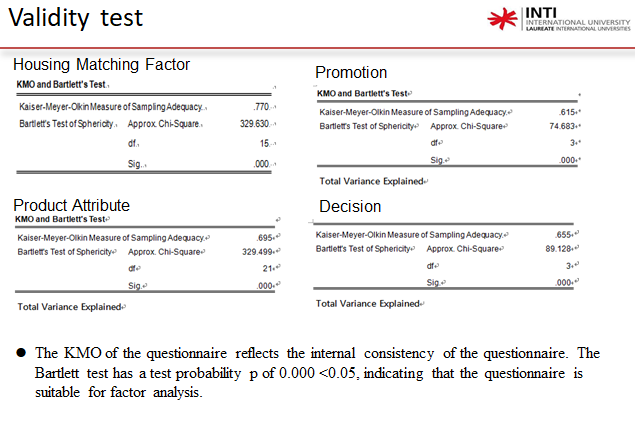 Validity test
INTI
INTERNATIONAL UNIVERSITY
LAUREATE INTERNATIONAL UNIVERSITIES
Housing Matching Factor
KMO and Bartlett's Test
Kaiser-Meyer-Olkin Measure of Sampling Adequacy. .770
Bartlett's Test of Sphericity Approx. Chi-Square 329.630
df 15
Sig. .000
Promotion
KMO and Bartlett's Test
Kaiser-Meyer-Olkin Measure of Sampling Adequacy. .615
Bartlett's Test of Sphericity Approx. Chi-Square 74.683
df 3
Sig. .000
Total Variance Explained
Product Attribute
KMO and Bartlett's Test
Kaiser-Meyer-Olkin Measure of Sampling Adequacy. .695
Bartlett's Test of Sphericity Approx. Chi-Square 329.499
df 21
Sig. .000
Total Variance Explained
Decision
Kaiser-Meyer-Olkin Measure of Sampling Adequacy. .655
Bartlett's Test of Sphericity Approx. Chi-Square 89.128
df 3
Sig. .000
Total Variance Explained
● The KMO of the questionnaire reflects the internal consistency of the questionnaire. The
Bartlett test has a test probability p of 0.000 <0.05, indicating that the questionnaire is
suitable for factor analysis.